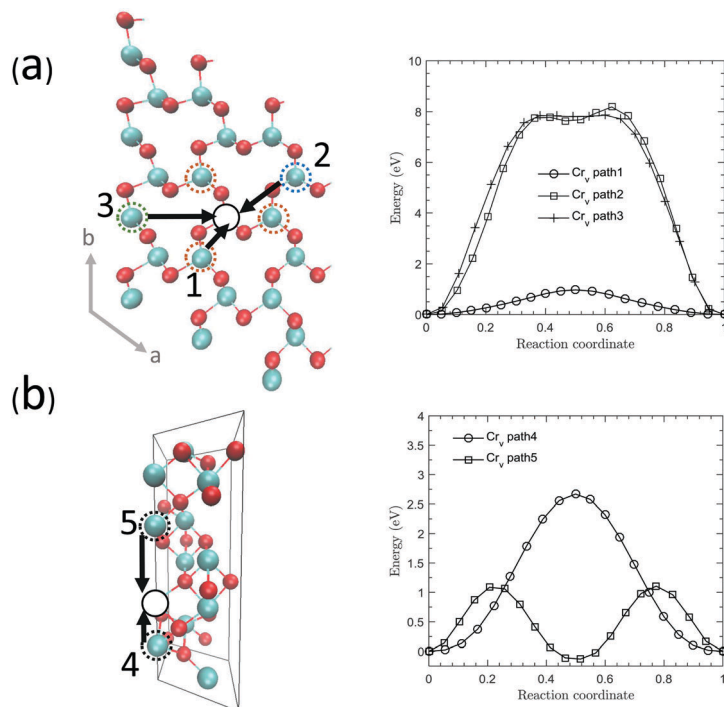 (a)
2
3
1
b
a
10
8
6
4
2
0
Energy (eV)
Cr_v path1
Cr_v path2
Cr_v path3
0 0.2 0.4 0.6 0.8 1
Reaction coordinate
(b)
5
4
4
3.5
3
2.5
2
1.5
1
0.5
0
Energy (eV)
Cr_v path4
Cr_v path5
0 0.2 0.4 0.6 0.8 1
Reaction coordinate